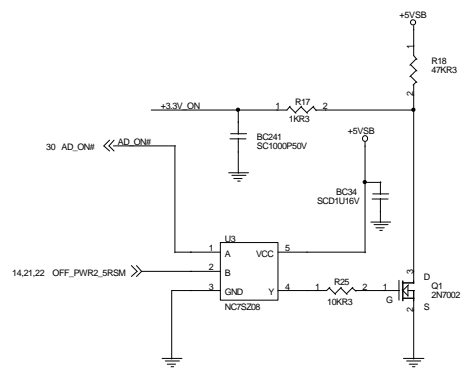 +5VSB
1
R18
47KR3
2
+3.3V_ON
1 R17 2
1KR3
BC241
SC1000P50V
+5VSB
30 AD_ON# AD_ON#
BC34
SCD1U16V
U3
1 A VCC 5
14,21,22 OFF_PWR2_5RSM 2 B
3 GND Y 4
NC7SZ08
1 R25 2
10KR3
3 D
1 G
Q1
2N7002
2 S